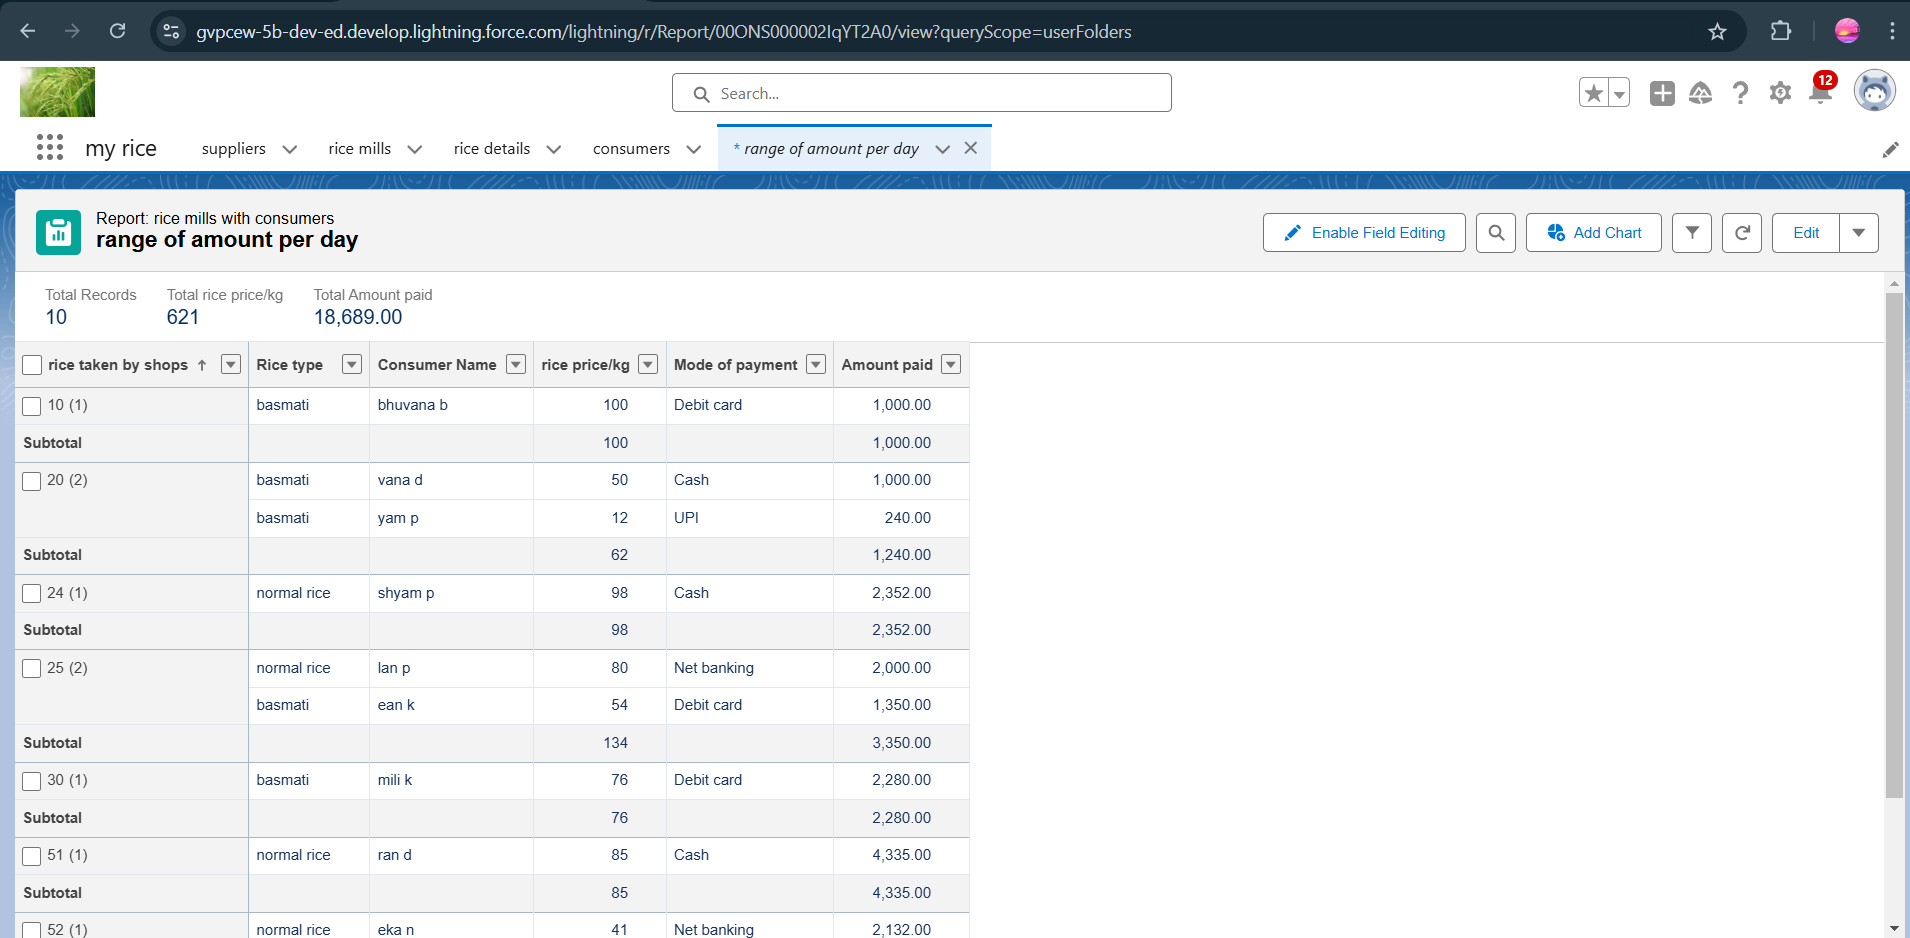 gvpcew-5b-dev-ed.develop.lightning.force.com/lightning/r/Report/00ONS000002IqYT2A0/view?queryScope=userFolders
Search...
12
my rice suppliers rice mills rice details consumers * range of amount per day
Report: rice mills with consumers
range of amount per day
Enable Field Editing Add Chart Edit
Total Records Total rice price/kg Total Amount paid
10 621 18,689.00
rice taken by shops ↑ Rice type Consumer Name rice price/kg Mode of payment Amount paid
10 (1) basmati bhuvana b 100 Debit card 1,000.00
Subtotal 100 1,000.00
20 (2) basmati vana d 50 Cash 1,000.00
basmati yam p 12 UPI 240.00
Subtotal 62 1,240.00
24 (1) normal rice shyam p 98 Cash 2,352.00
Subtotal 98 2,352.00
25 (2) normal rice lan p 80 Net banking 2,000.00
basmati ean k 54 Debit card 1,350.00
Subtotal 134 3,350.00
30 (1) basmati mili k 76 Debit card 2,280.00
Subtotal 76 2,280.00
51 (1) normal rice ran d 85 Cash 4,335.00
Subtotal 85 4,335.00
52 (1) normal rice eka n 41 Net banking 2,132.00